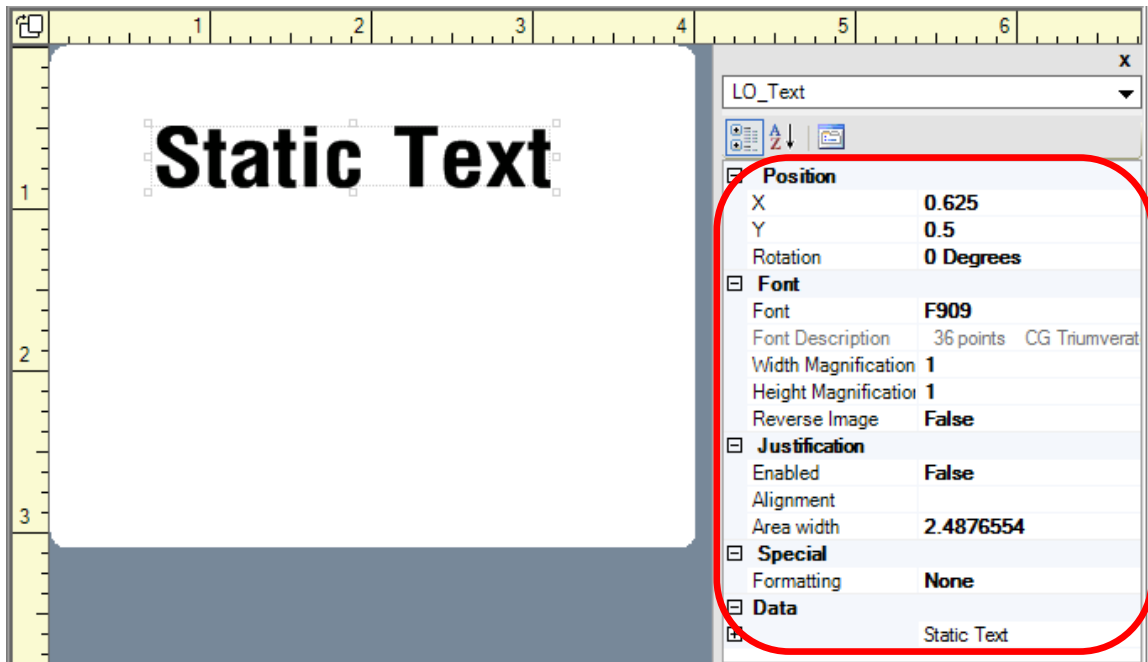 1 2 3 4 5 6
x
LO_Text
A
Z
Static Text
Position
X 0.625
1
Y 0.5
Rotation 0 Degrees
Font
Font F909
Font Description 36 points CG Triumverat
2
Width Magnification 1
Height Magnification 1
Reverse Image False
Justification
Enabled False
Alignment
3
Area width 2.4876554
Special
Formatting None
Data
Static Text